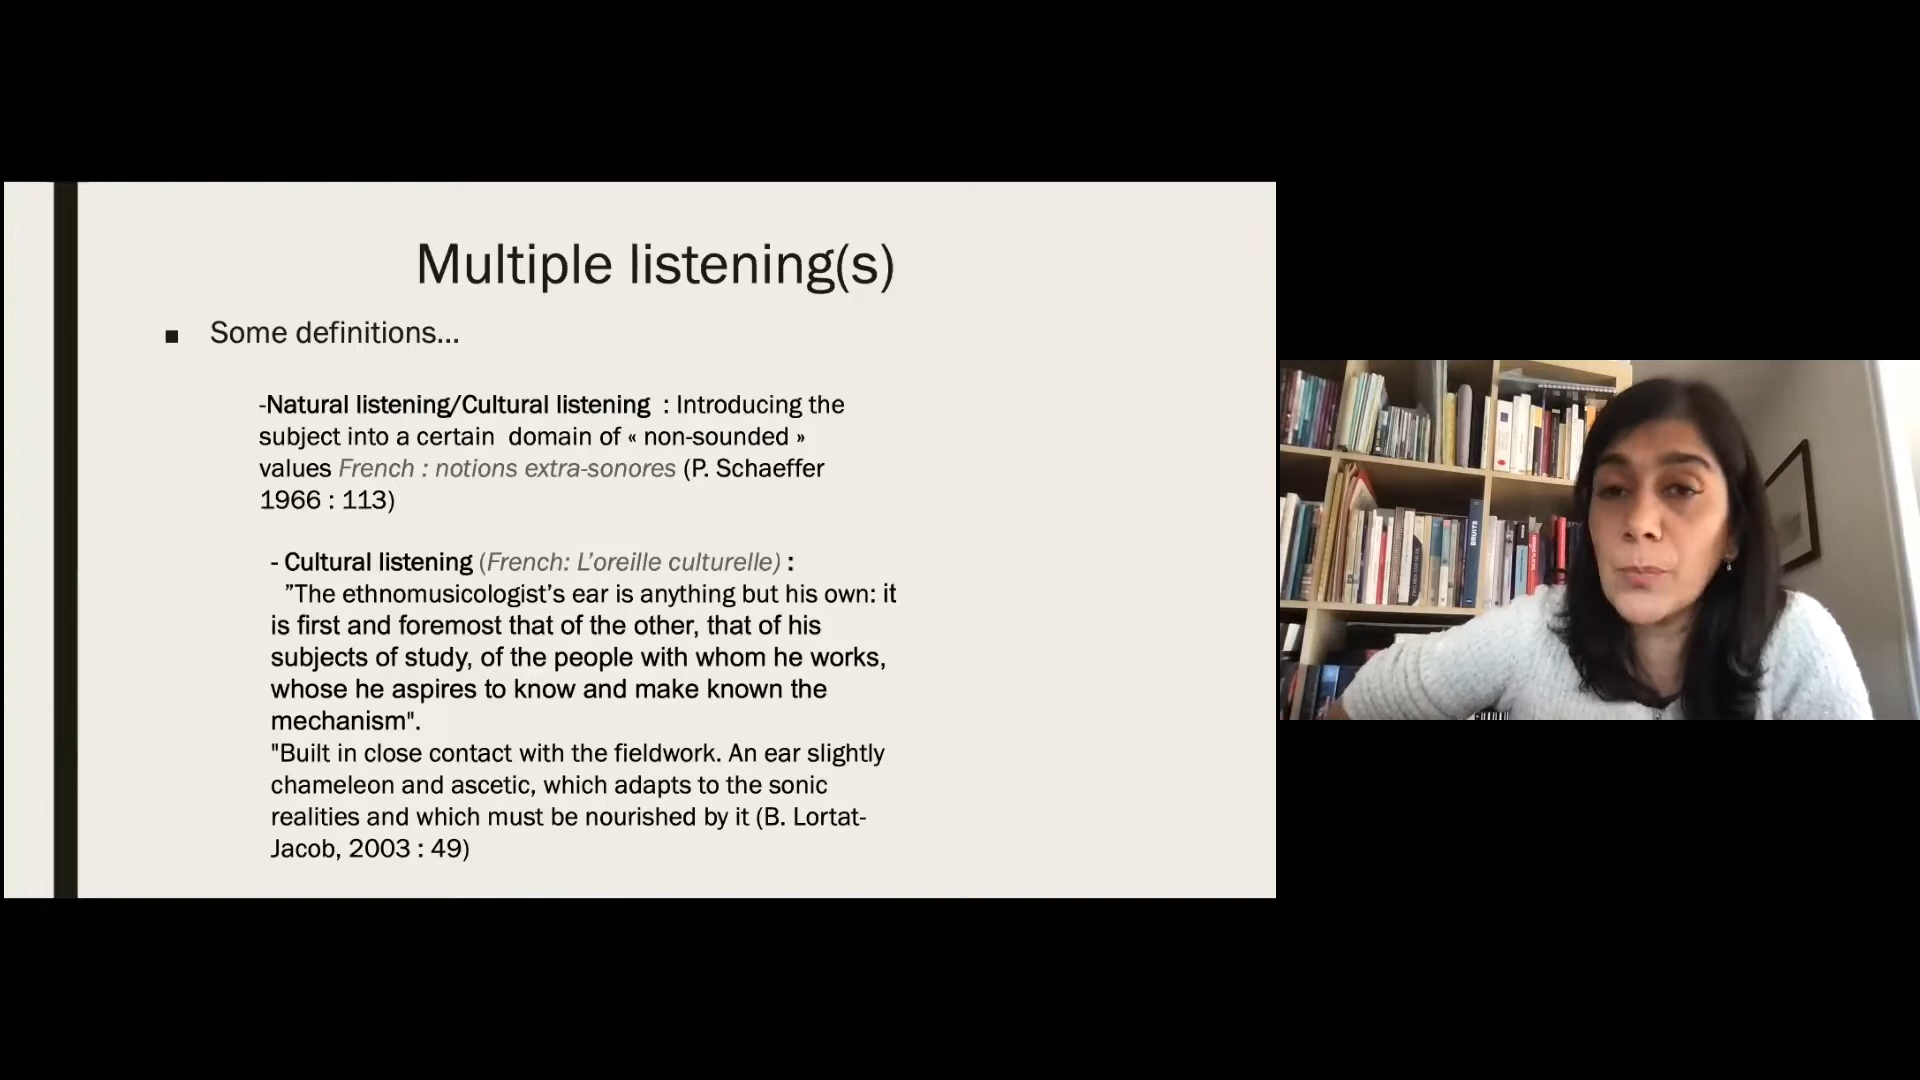 Multiple listening(s)
■ Some definitions...
-Natural listening/Cultural listening : Introducing the
subject into a certain domain of « non-sounded »
values French : notions extra-sonores (P. Schaeffer
1966 : 113)
- Cultural listening (French: L’oreille culturelle) :
”The ethnomusicologist’s ear is anything but his own: it
is first and foremost that of the other, that of his
subjects of study, of the people with whom he works,
whose he aspires to know and make known the
mechanism".
"Built in close contact with the fieldwork. An ear slightly
chameleon and ascetic, which adapts to the sonic
realities and which must be nourished by it (B. Lortat-
Jacob, 2003 : 49)
BRUITS